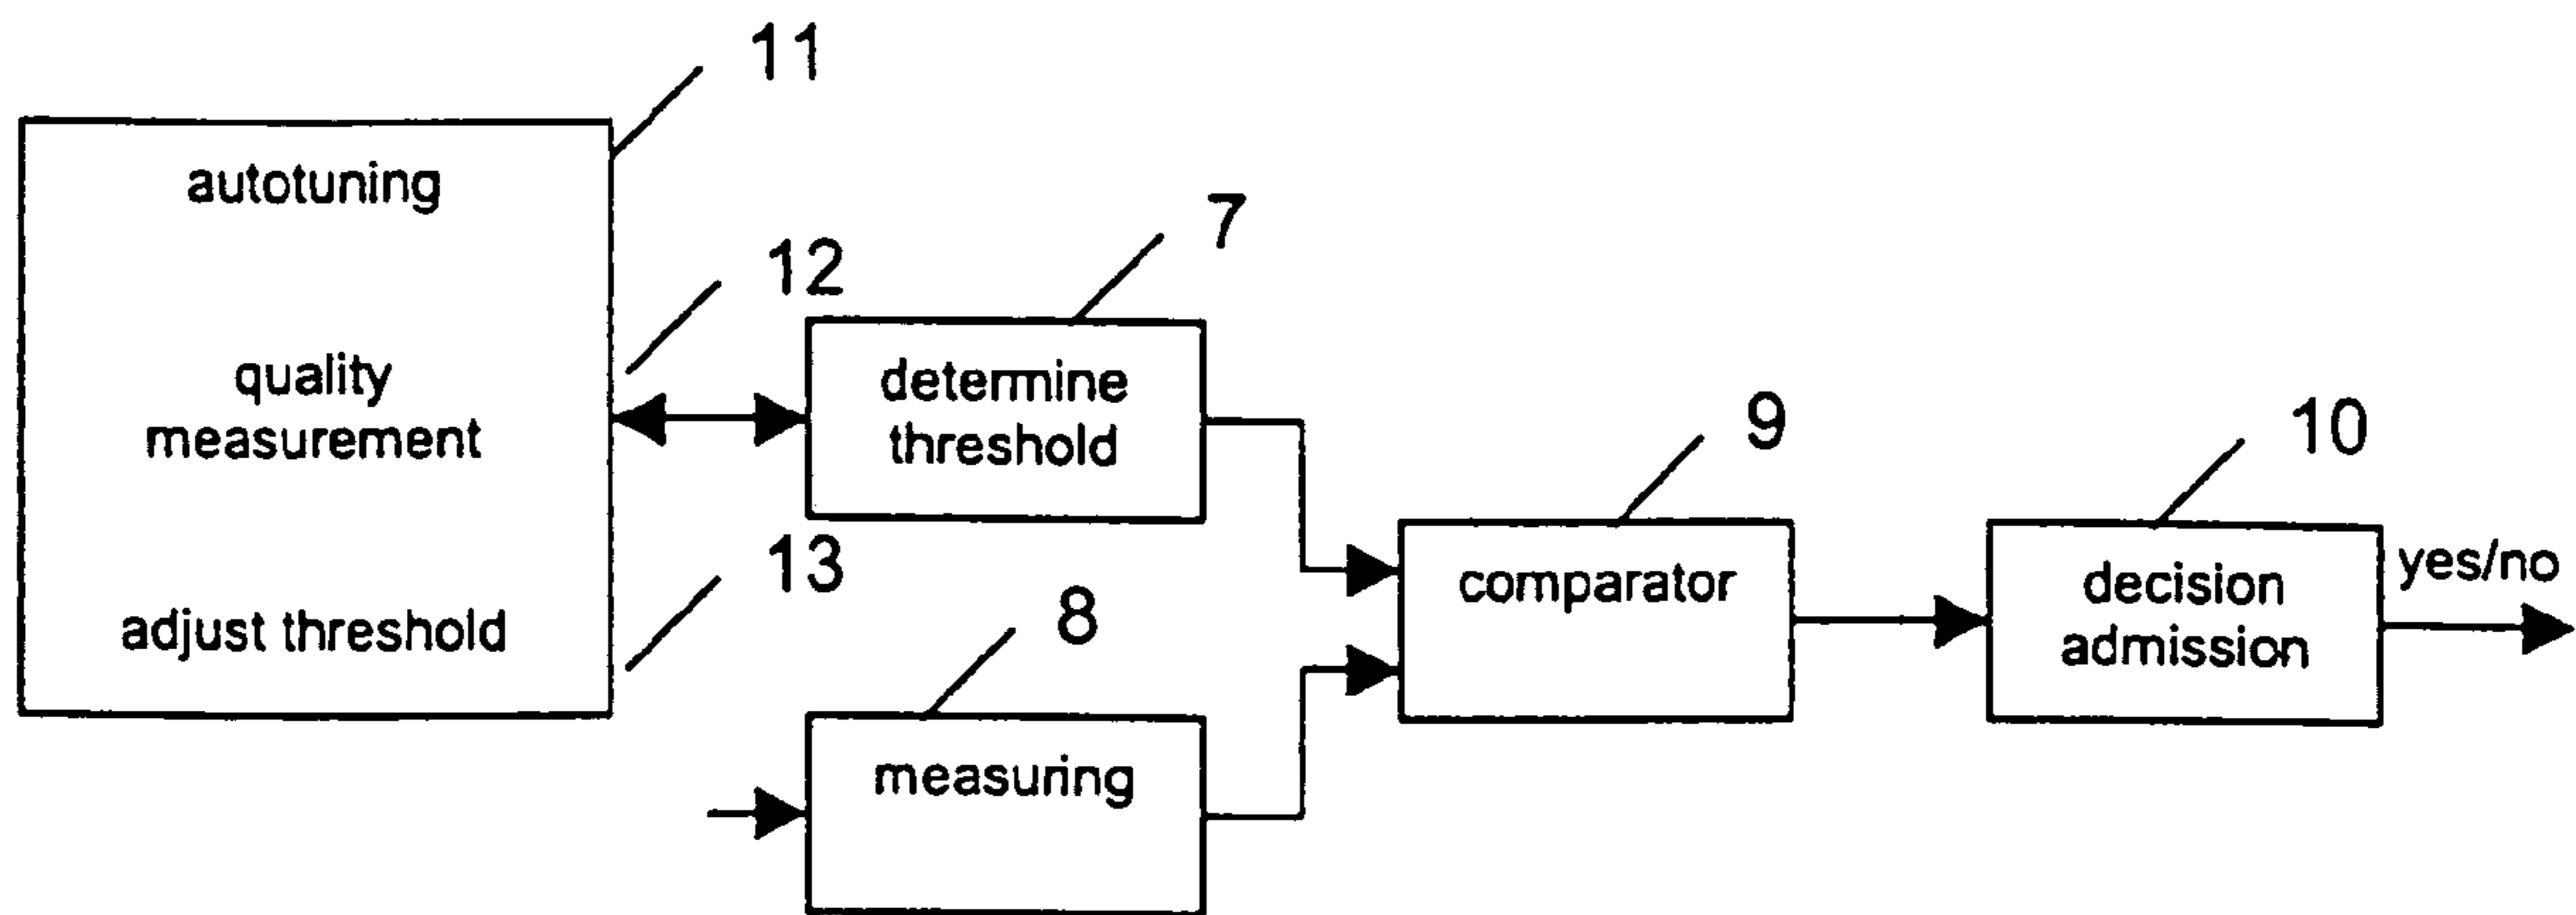 11
autotuning
12
quality
measurement
13
adjust threshold
7
determine
threshold
8
measuring
9
comparator
10
decision
admission
yes/no